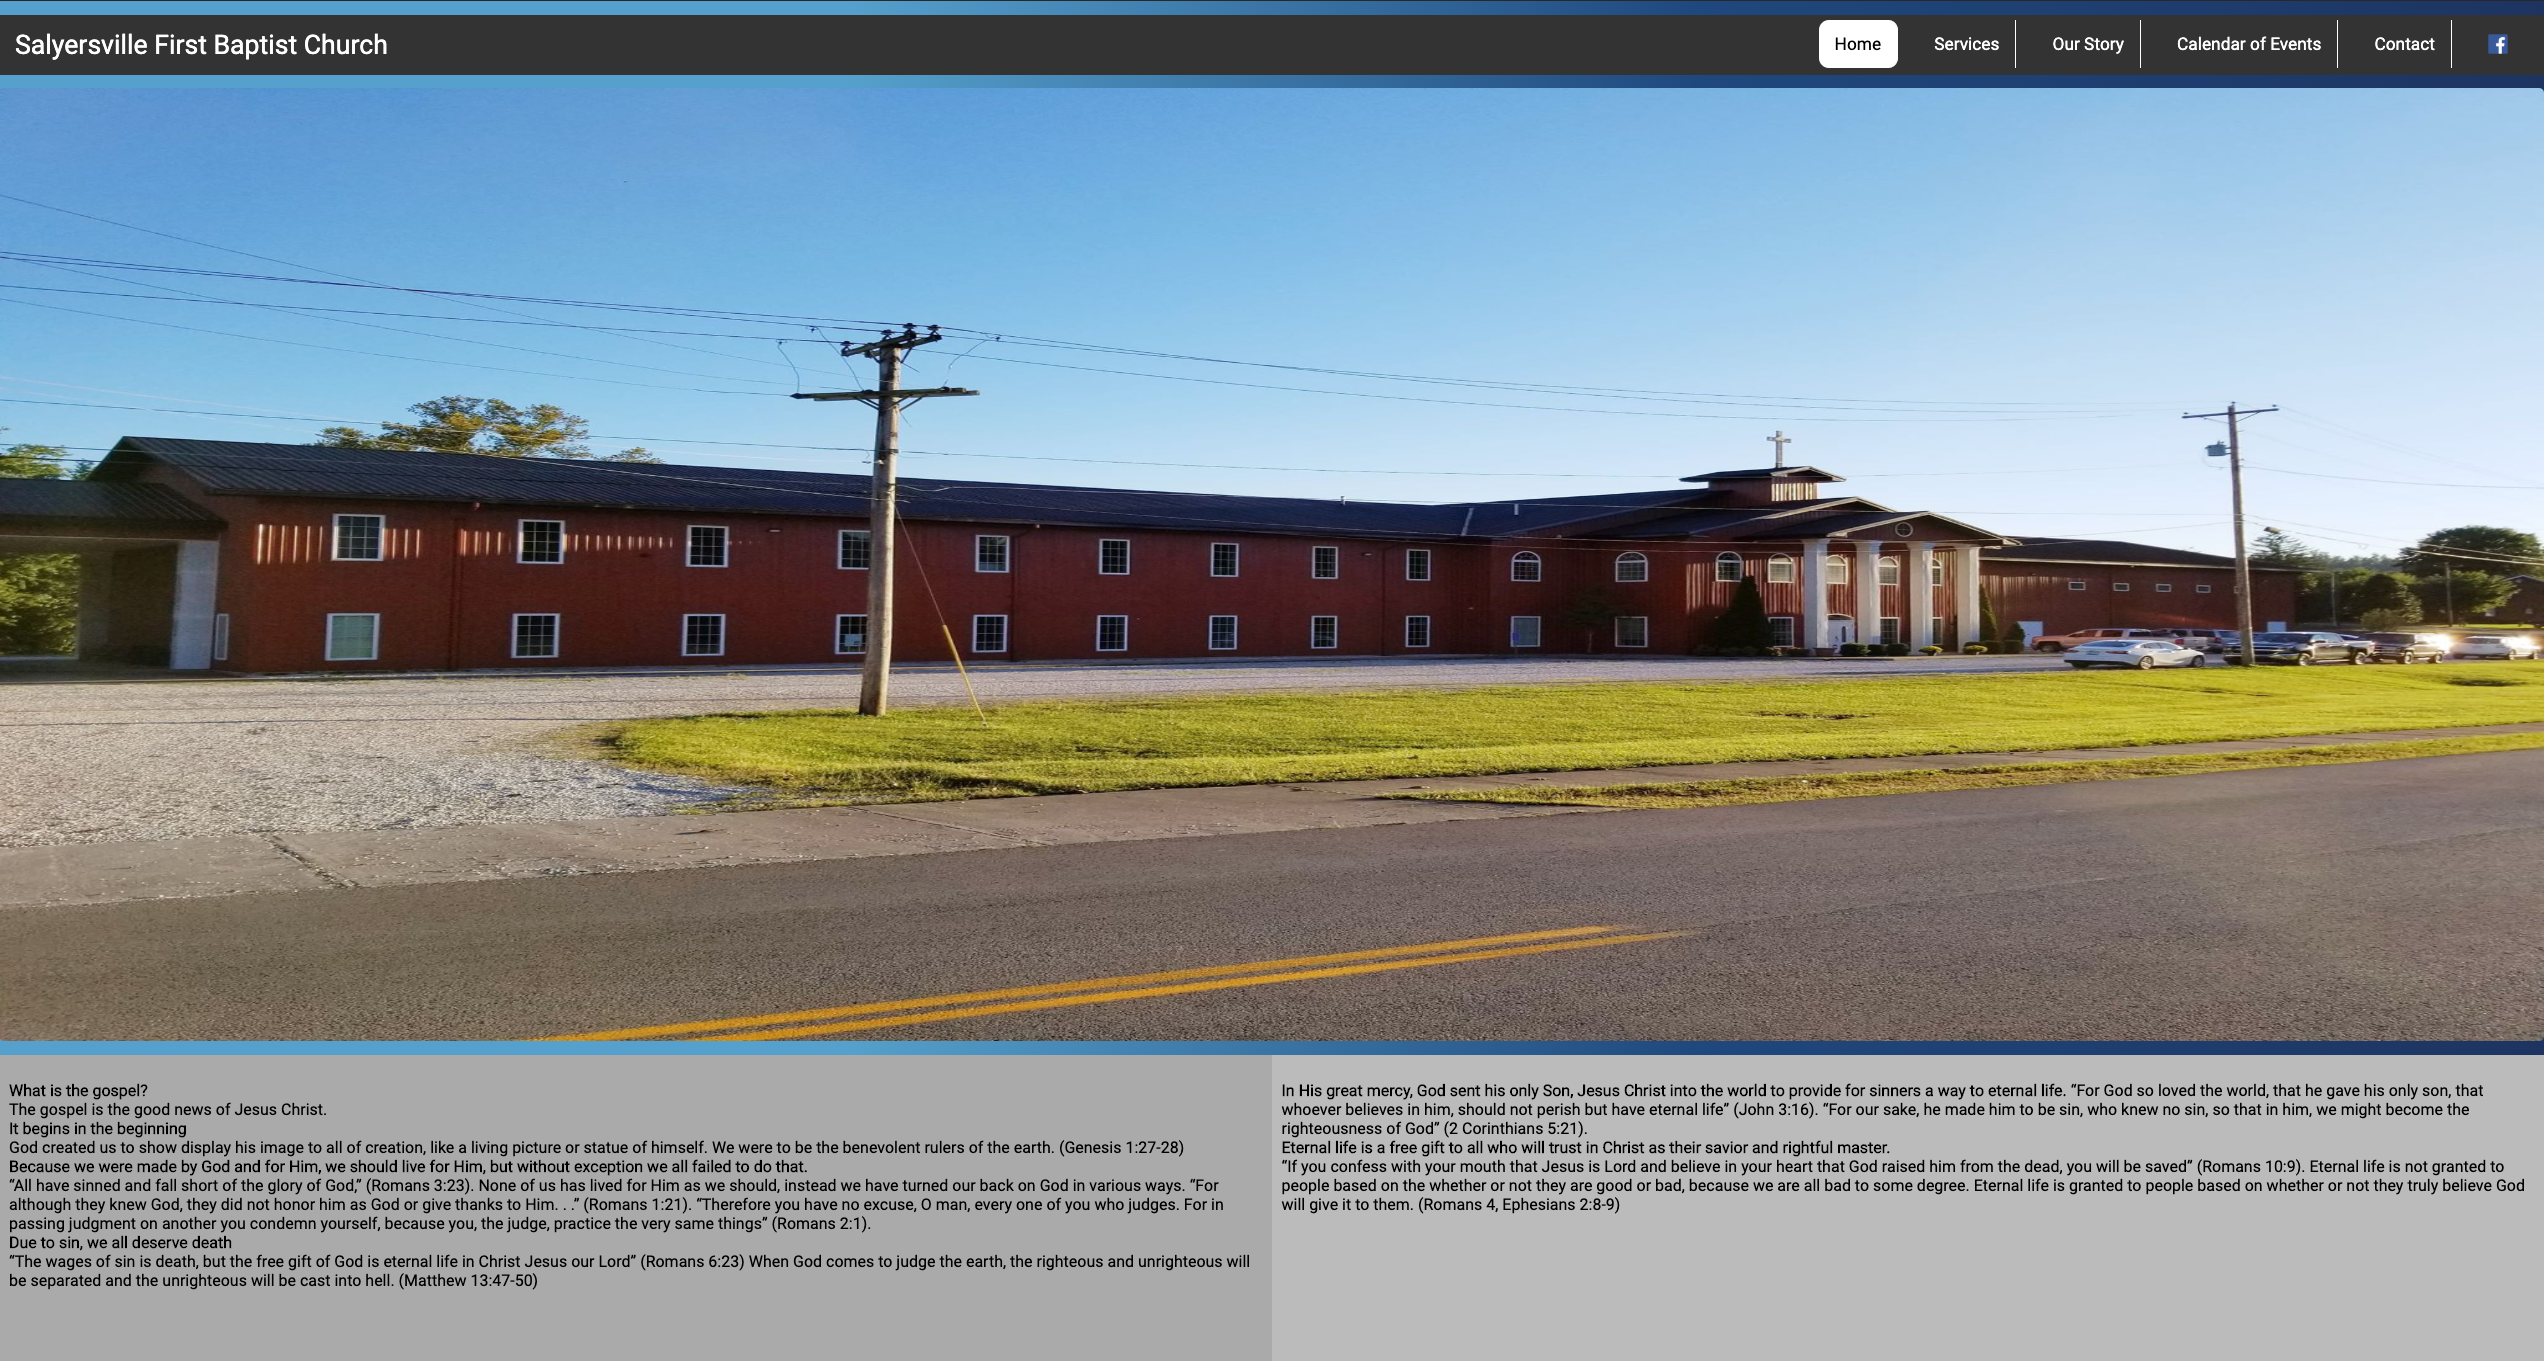 Salyersville First Baptist Church
Home
Services
Our Story
Calendar of Events
Contact
What is the gospel?
The gospel is the good news of Jesus Christ.
It begins in the beginning
God created us to show display his image to all of creation, like a living picture or statue of himself. We were to be the benevolent rulers of the earth. (Genesis 1:27-28)
Because we were made by God and for Him, we should live for Him, but without exception we all failed to do that.
“All have sinned and fall short of the glory of God,” (Romans 3:23). None of us has lived for Him as we should, instead we have turned our back on God in various ways. “For
although they knew God, they did not honor him as God or give thanks to Him. . .” (Romans 1:21). “Therefore you have no excuse, O man, every one of you who judges. For in
passing judgment on another you condemn yourself, because you, the judge, practice the very same things” (Romans 2:1).
Due to sin, we all deserve death
“The wages of sin is death, but the free gift of God is eternal life in Christ Jesus our Lord” (Romans 6:23) When God comes to judge the earth, the righteous and unrighteous will
be separated and the unrighteous will be cast into hell. (Matthew 13:47-50)
In His great mercy, God sent his only Son, Jesus Christ into the world to provide for sinners a way to eternal life. “For God so loved the world, that he gave his only son, that
whoever believes in him, should not perish but have eternal life” (John 3:16). “For our sake, he made him to be sin, who knew no sin, so that in him, we might become the
righteousness of God” (2 Corinthians 5:21).
Eternal life is a free gift to all who will trust in Christ as their savior and rightful master.
“If you confess with your mouth that Jesus is Lord and believe in your heart that God raised him from the dead, you will be saved” (Romans 10:9). Eternal life is not granted to
people based on the whether or not they are good or bad, because we are all bad to some degree. Eternal life is granted to people based on whether or not they truly believe God
will give it to them. (Romans 4, Ephesians 2:8-9)